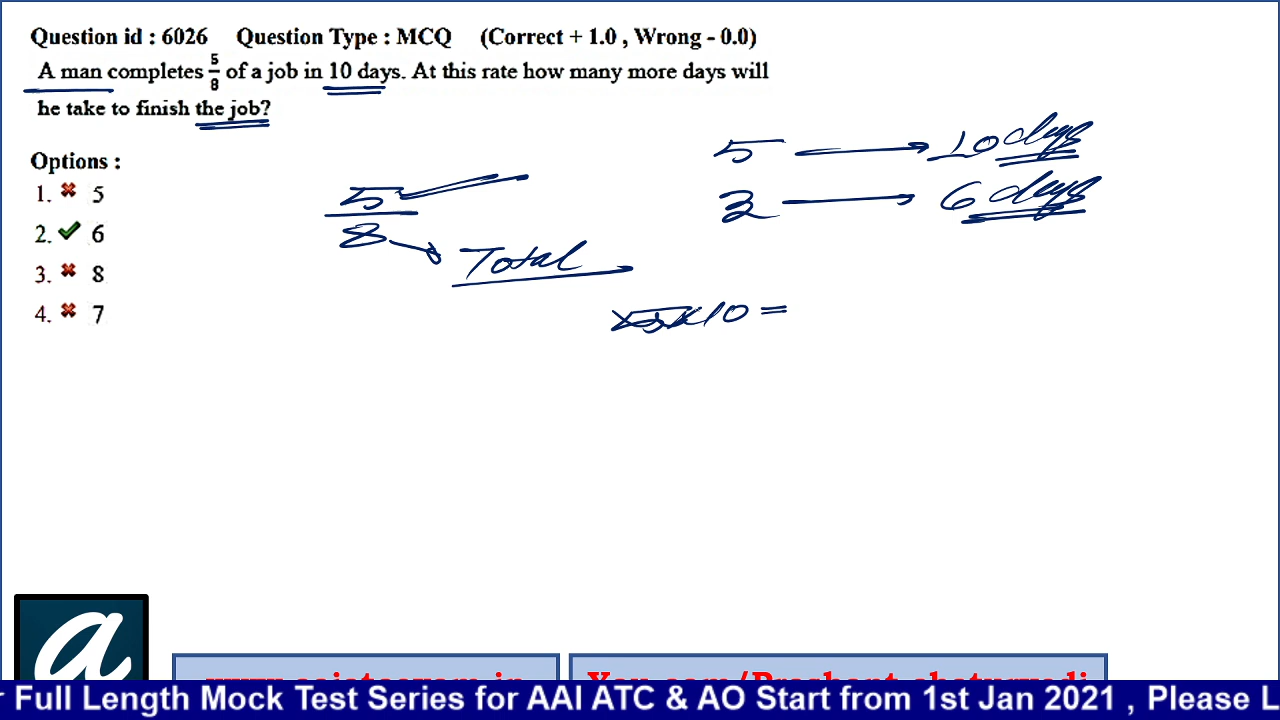 Question id : 6026 Question Type : MCQ (Correct + 1.0 , Wrong - 0.0)
A man completes 5/8 of a job in 10 days. At this rate how many more days will
he take to finish the job?
Options :
1. ✖ 5
2. ✔ 6
3. ✖ 8
4. ✖ 7
5/8
Total
5 → 10 days
3 → 6 days
10 =
a
r Full Length Mock Test Series for AAI ATC & AO Start from 1st Jan 2021 , Please L